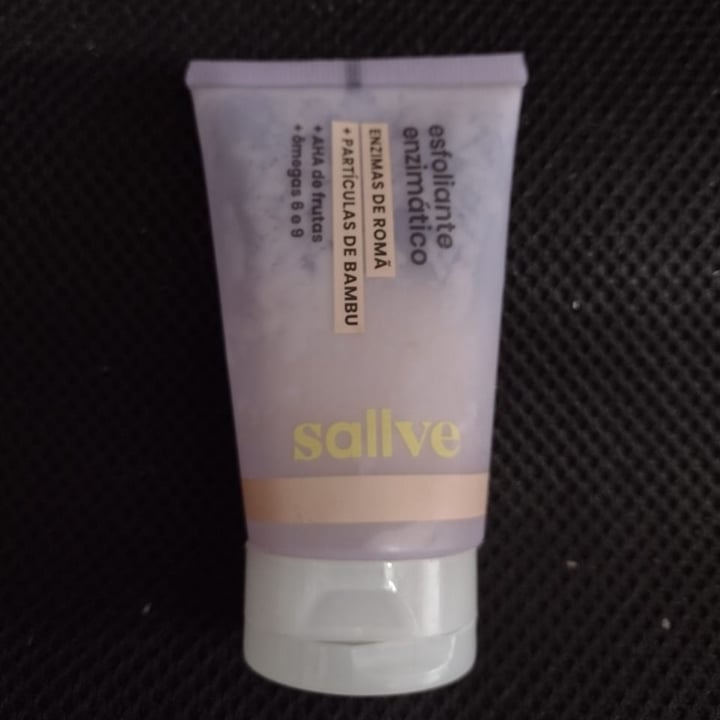 esfoliante
enzimático
ENZIMAS DE ROMÃ
+ PARTÍCULAS DE BAMBU
+ AHA de frutas
+ ômegas 6 e 9
sallve